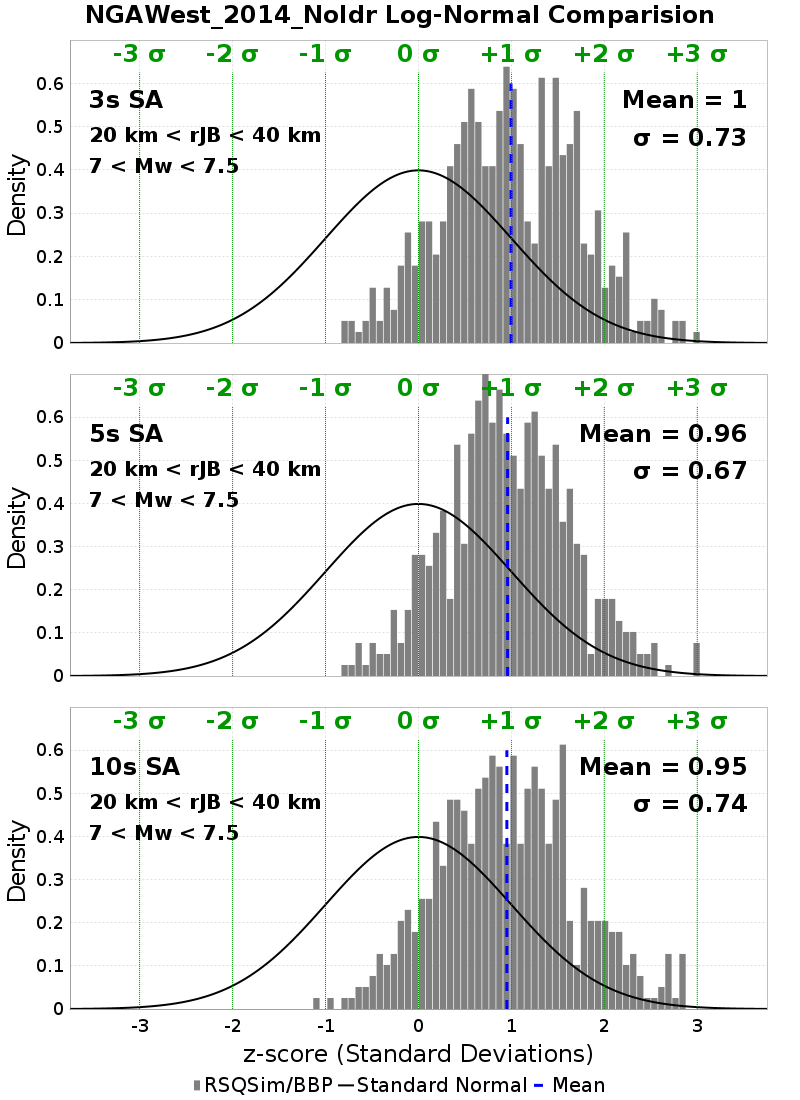 NGAWest_2014_NoIdr Log-Normal Comparision
-3 σ -2 σ -1 σ 0 σ +1 σ +2 σ +3 σ
3s SA
Mean = 1
20 km < rJB < 40 km
σ = 0.73
7 < Mw < 7.5
Density
0.6
0.5
0.4
0.3
0.2
0.1
0
-3 σ -2 σ -1 σ 0 σ +1 σ +2 σ +3 σ
5s SA
Mean = 0.96
20 km < rJB < 40 km
σ = 0.67
7 < Mw < 7.5
Density
0.6
0.5
0.4
0.3
0.2
0.1
0
-3 σ -2 σ -1 σ 0 σ +1 σ +2 σ +3 σ
10s SA
Mean = 0.95
20 km < rJB < 40 km
σ = 0.74
7 < Mw < 7.5
Density
0.6
0.5
0.4
0.3
0.2
0.1
0
-3 -2 -1 0 1 2 3
z-score (Standard Deviations)
RSQSim/BBP Standard Normal Mean